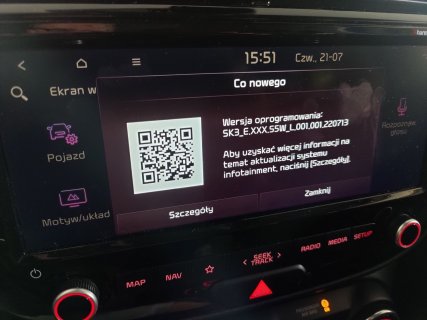 15:51 Czw., 21-07
Co nowego
Ekran w
Pojazd
Motyw/układ
Wersja oprogramowania:
SK3_E.XXX.S5W_L.001.001.220713
Aby uzyskać więcej informacji na
temat aktualizacji systemu
infotainment, naciśnij [Szczegóły].
Rozpoznaw.
głosu
Szczegóły
Zamknij
MAP
NAV
SEEK
TRACK
RADIO
MEDIA
SETUP